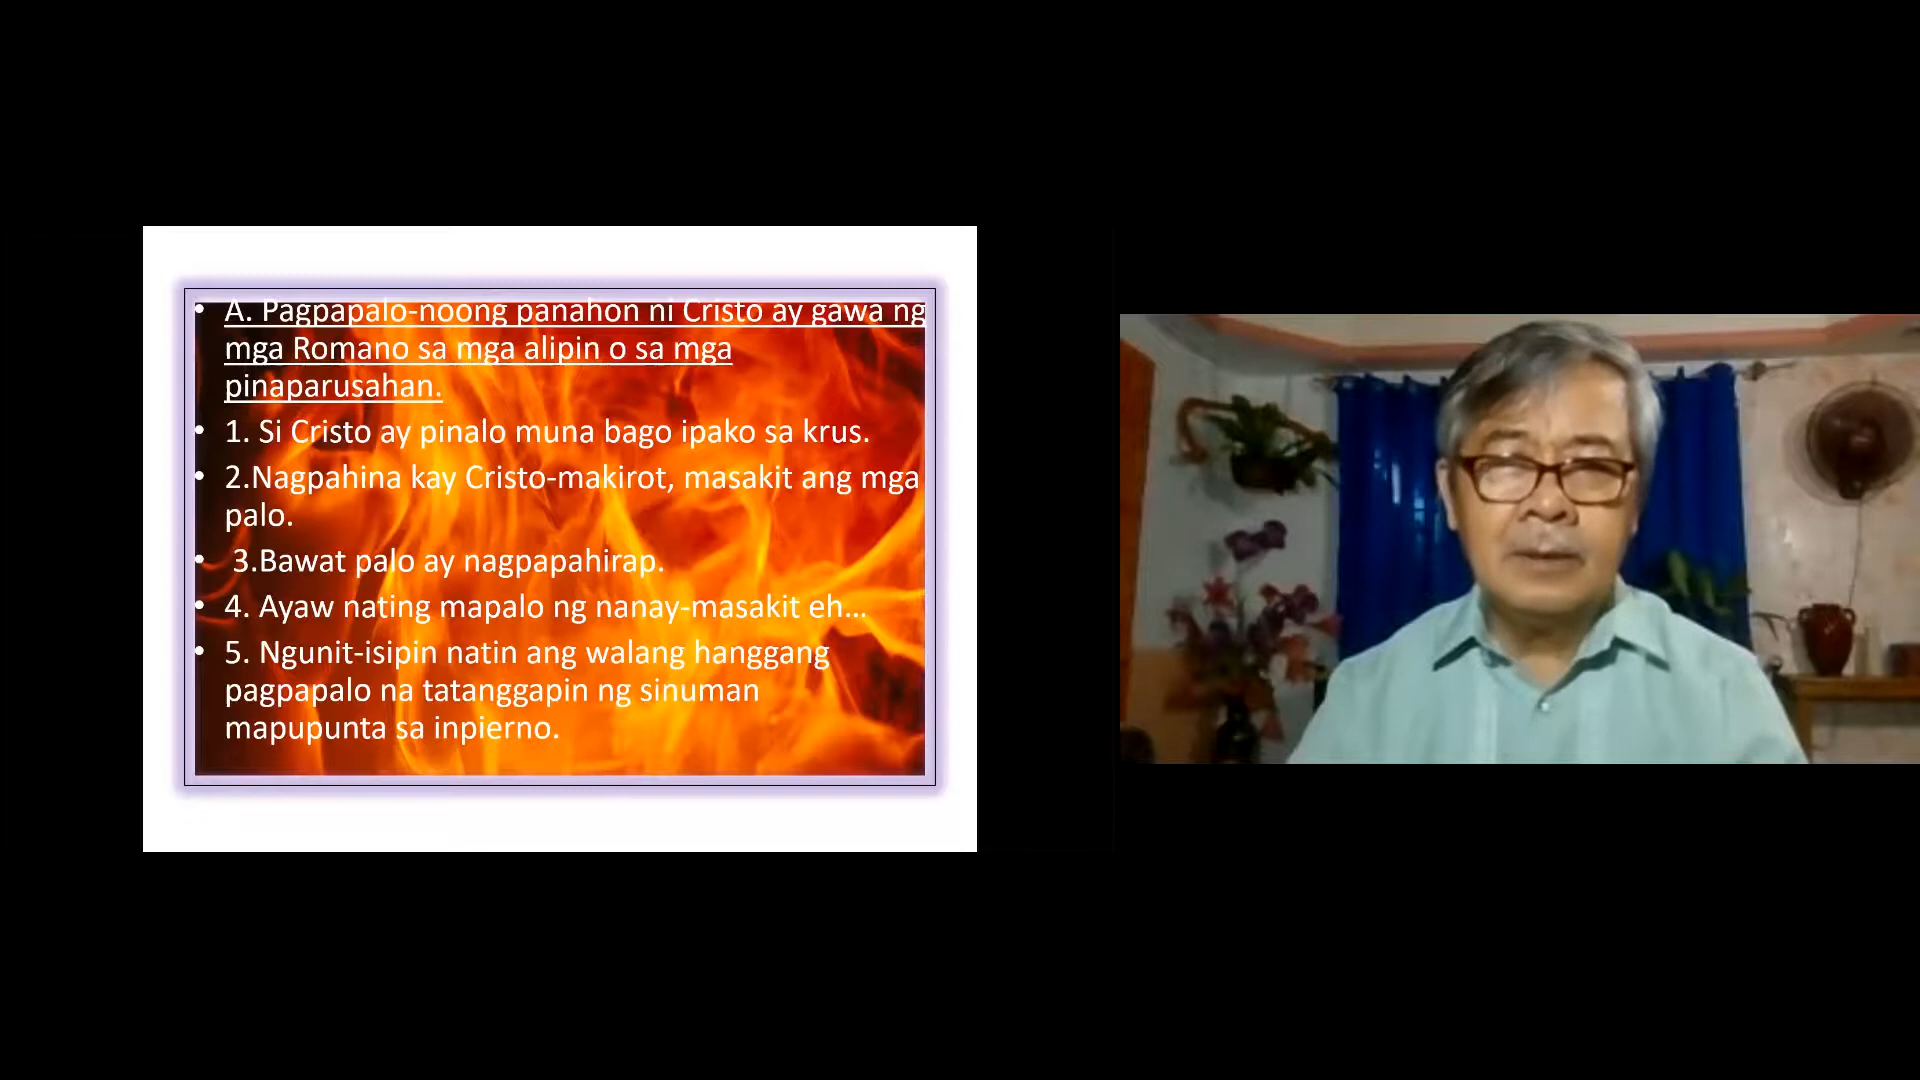 • A. Pagpapalo-noong panahon ni Cristo ay gawa ng
mga Romano sa mga alipin o sa mga
pinaparusahan.
• 1. Si Cristo ay pinalo muna bago ipako sa krus.
• 2.Nagpahina kay Cristo-makirot, masakit ang mga
palo.
• 3.Bawat palo ay nagpapahirap.
• 4. Ayaw nating mapalo ng nanay-masakit eh...
• 5. Ngunit-isipin natin ang walang hanggang
pagpapalo na tatanggapin ng sinuman
mapupunta sa inpierno.